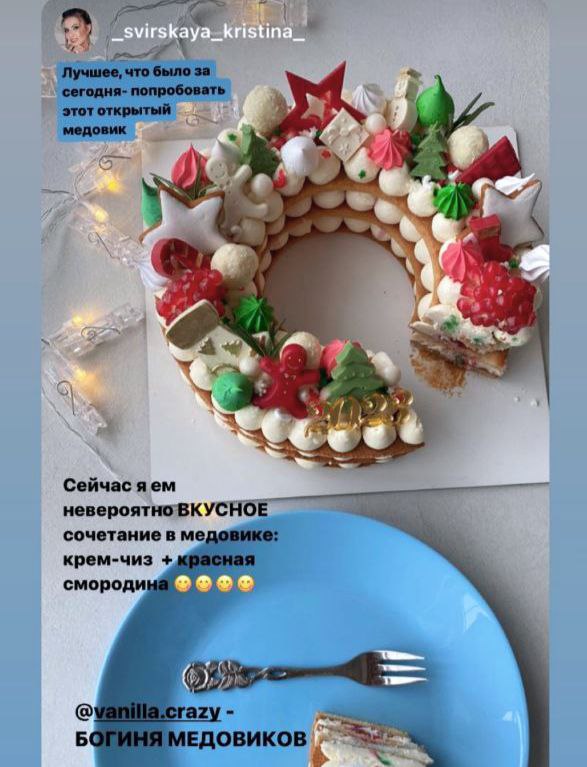 _svirskaya_kristina_
Лучшее, что было за
сегодня- попробовать
этот открытый
медовик
2023
Сейчас я ем
невероятно ВКУСНОЕ
сочетание в медовике:
крем-чиз + красная
смородина 😋😋😋😋
@vanilla.crazy -
БОГИНЯ МЕДОВИКОВ